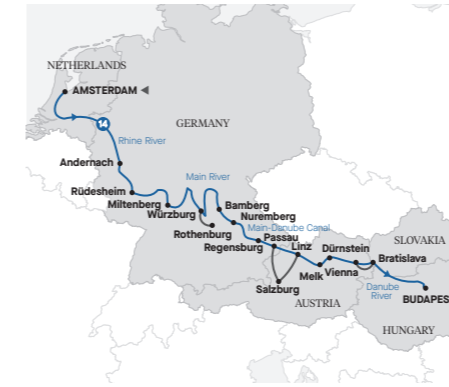 NETHERLANDS
AMSTERDAM
14
Rhine River
GERMANY
Andernach
Main River
Rüdesheim
Miltenberg
Würzburg
Bamberg
Nuremberg
Rothenburg
Main-Danube Canal
Regensburg
Passau
Linz
Dürnstein
SLOVAKIA
Bratislava
Melk
Vienna
Salzburg
Danube
River
AUSTRIA
BUDAPES
HUNGARY